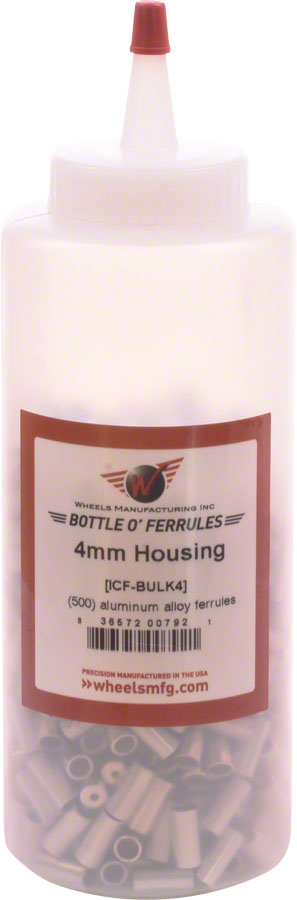 W
WHEELS MANUFACTURING INC
BOTTLE O' FERRULES
4mm Housing
[ICF-BULK4]
(500) aluminum alloy ferrules
8 36572 00792 1
PRECISION MANUFACTURED IN THE USA
»wheelsmfg.com